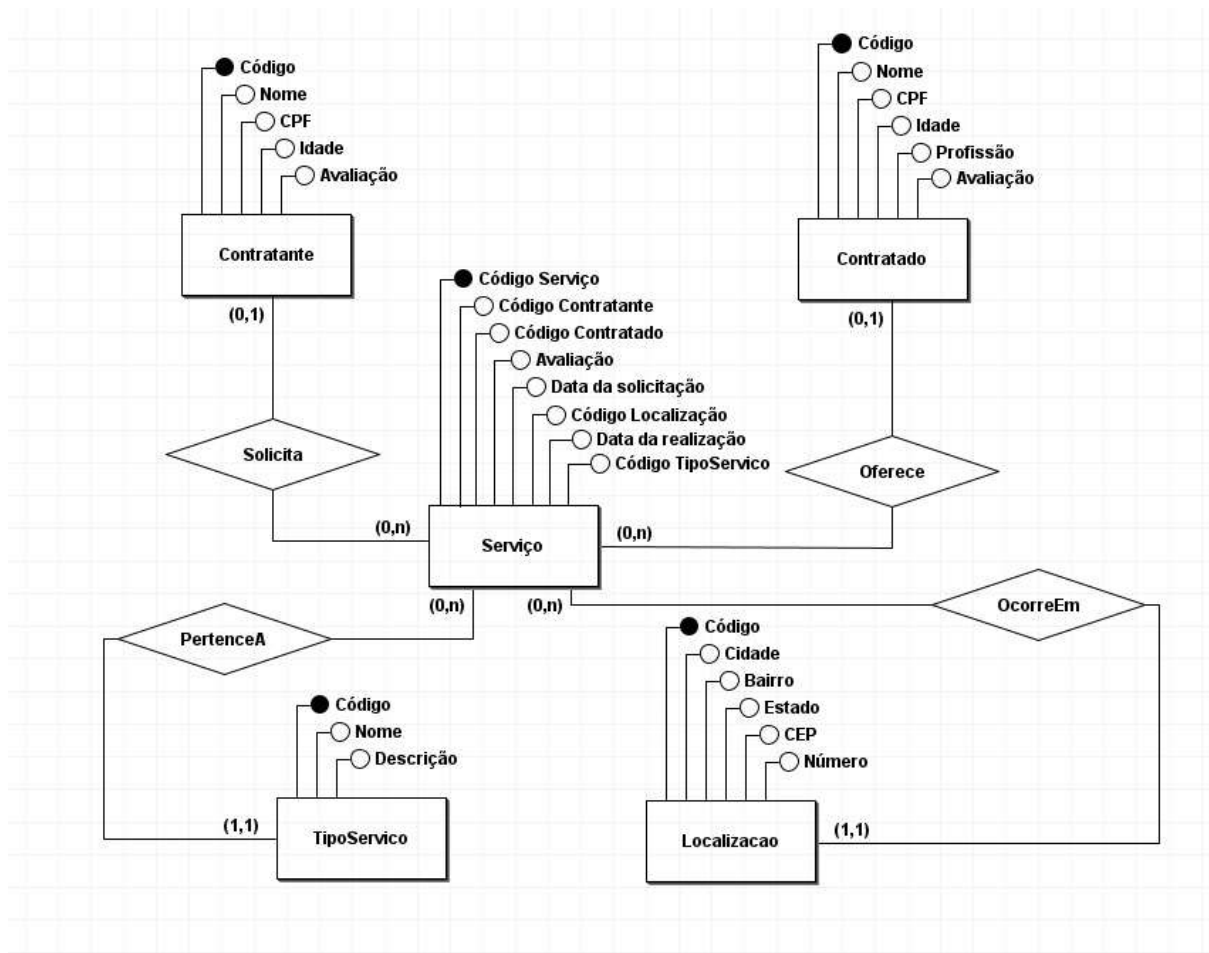 Código
Nome
CPF
Idade
Avaliação
Contratante
(0,1)
Código
Nome
CPF
Idade
Profissão
Avaliação
Contratado
(0,1)
Código Serviço
Código Contratante
Código Contratado
Avaliação
Data da solicitação
Código Localização
Data da realização
Código TipoServico
Solicita
Oferece
(0,n)
Serviço
(0,n)
(0,n)
(0,n)
PertenceA
OcorreEm
Código
Nome
Descrição
(1,1)
TipoServico
Código
Cidade
Bairro
Estado
CEP
Número
Localizacao
(1,1)